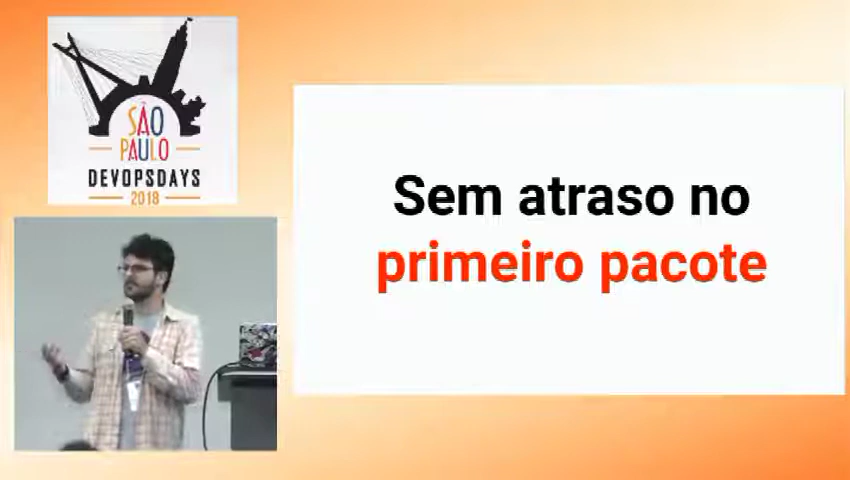 SÃO
PAULO
DEVOPSDAYS
2018
Sem atraso no
primeiro pacote